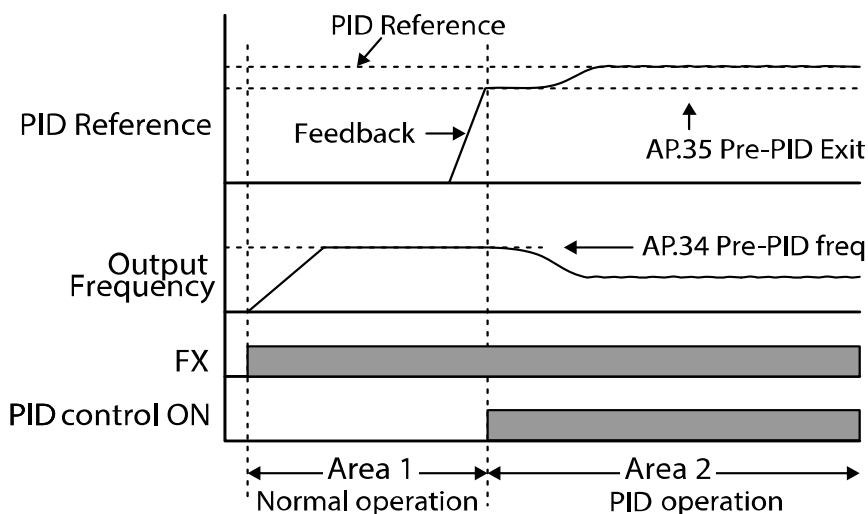 PID Reference
PID Reference
Feedback
AP.35 Pre-PID Exit
AP.34 Pre-PID freq
Output
Frequency
FX
PID control ON
Area 1
Area 2
Normal operation
PID operation